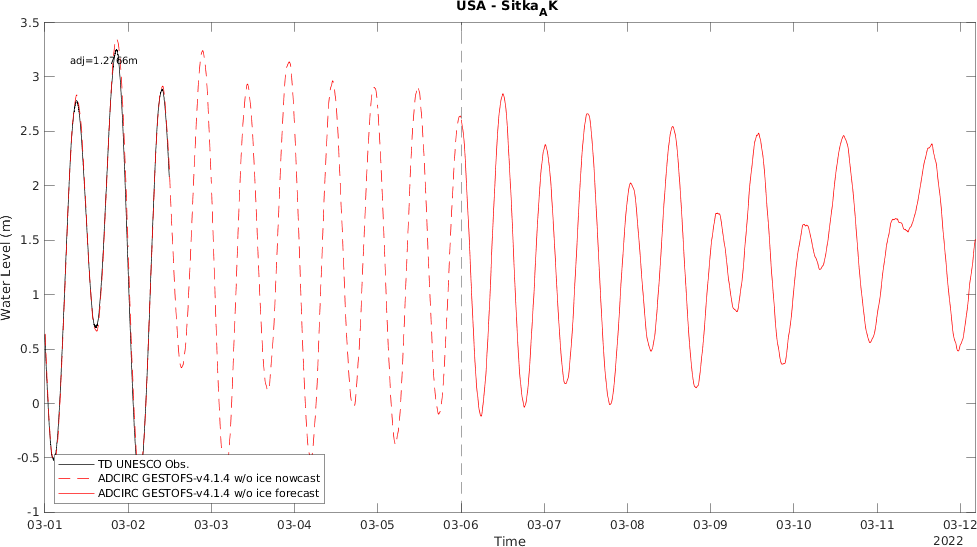 USA - Sitka_AK
adj=1.2766m
3.5
3
2.5
2
1.5
1
0.5
0
-0.5
-1
Water Level (m)
TD UNESCO Obs.
ADCIRC GESTOFS-v4.1.4 w/o ice nowcast
ADCIRC GESTOFS-v4.1.4 w/o ice forecast
03-01 03-02 03-03 03-04 03-05 03-06 03-07 03-08 03-09 03-10 03-11 03-12
Time
2022